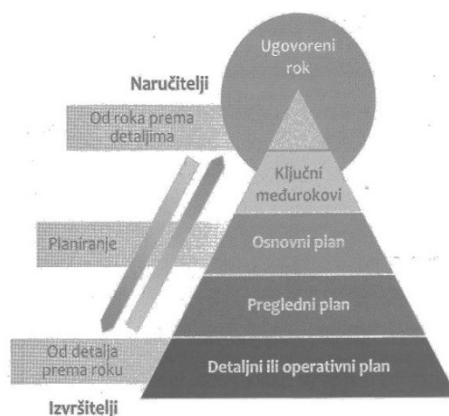 Ugovoreni
rok
Naručitelji
Od roka prema
detaljima
Ključni
međurokovi
Planiranje
Osnovni plan
Pregledni plan
Od detalja
prema roku
Detaljni ili operativni plan
Izvršitelji